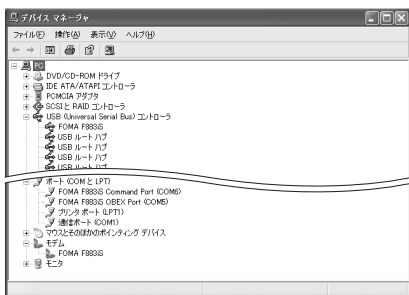 デバイス マネージャ
ファイル(F) 操作(A) 表示(V) ヘルプ(H)
PC
DVD/CD-ROM ドライブ
IDE ATA/ATAPI コントローラ
PCMCIA アダプタ
SCSI と RAID コントローラ
USB (Universal Serial Bus) コントローラ
FOMA F883iS
USB ルート ハブ
USB ルート ハブ
USB ルート ハブ
USB ルート ハブ
ポート (COM と LPT)
FOMA F883iS Command Port (COM6)
FOMA F883iS OBEX Port (COM5)
プリンタ ポート (LPT1)
通信ポート (COM1)
マウスとそのほかのポインティング デバイス
モデム
FOMA F883iS
モニタ